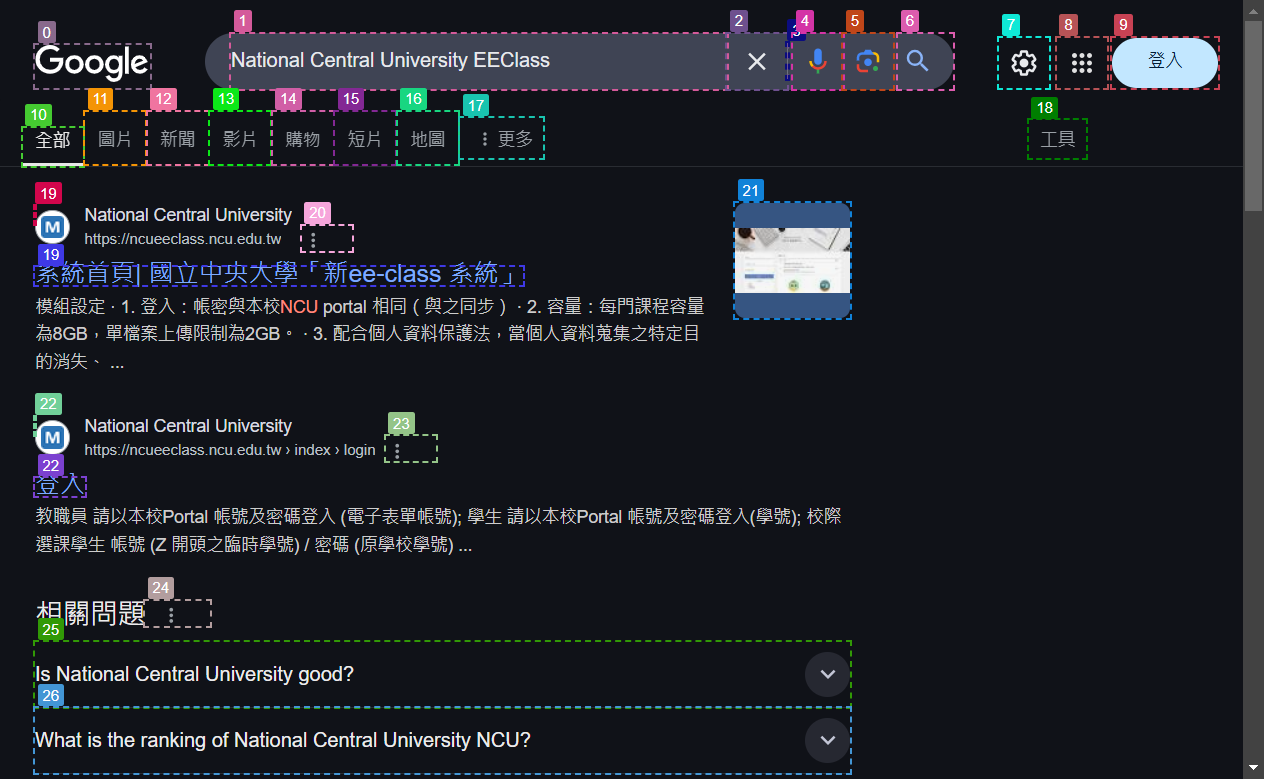 0
1
2
3
4
5
6
7
8
9
Google
National Central University EEClass
登入
10
11
12
13
14
15
16
17
18
全部
圖片
新聞
影片
購物
短片
地圖
更多
工具
19
National Central University
20
21
https://ncueeclass.ncu.edu.tw
19
系統首頁| 國立中央大學「新ee-class 系統」
模組設定 · 1. 登入：帳密與本校NCU portal 相同（與之同步） · 2. 容量：每門課程容量
為8GB，單檔案上傳限制為2GB。 · 3. 配合個人資料保護法，當個人資料蒐集之特定目
的消失、 ...
22
National Central University
23
https://ncueeclass.ncu.edu.tw › index › login
22
登入
教職員 請以本校Portal 帳號及密碼登入 (電子表單帳號); 學生 請以本校Portal 帳號及密碼登入(學號); 校際
選課學生 帳號 (Z 開頭之臨時學號) / 密碼 (原學校學號) ...
24
相關問題
25
Is National Central University good?
26
What is the ranking of National Central University NCU?